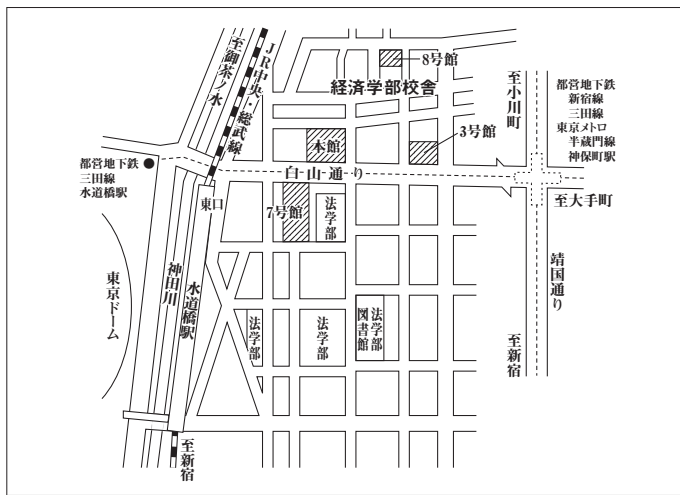 至御茶ノ水
JR中央・総武線
8号館
経済学部校舎
至小川町
都営地下鉄
新宿線
三田線
東京メトロ
半蔵門線
神保町駅
本館
3号館
都営地下鉄
三田線
水道橋駅
白山通り
至大手町
東口
7号館
法学部
靖国通り
東京ドーム
神田川
水道橋駅
法学部
法学部
法学部
図書館
至新宿
至新宿